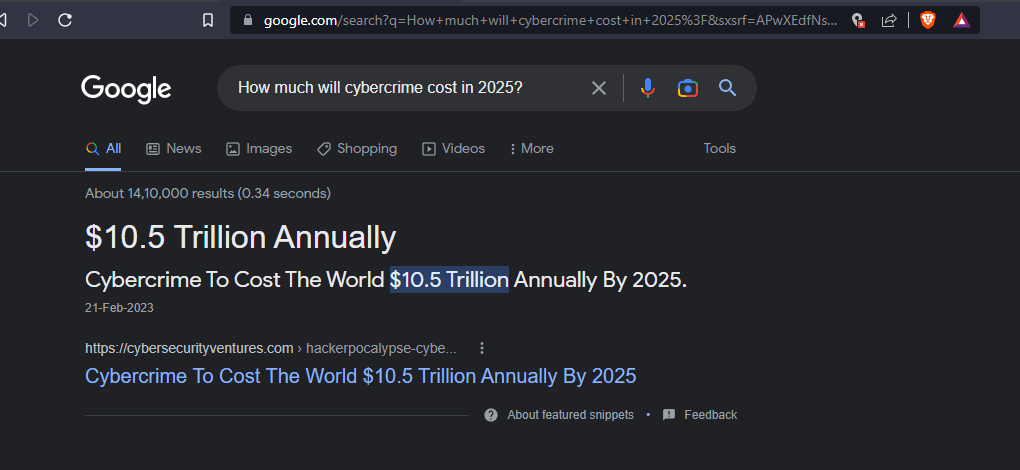 google.com/search?q=How+much+will+cybercrime+cost+in+2025%3F&sxsrf=APwXEdfNs...
Google
How much will cybercrime cost in 2025?
All News Images Shopping Videos More Tools
About 14,10,000 results (0.34 seconds)
$10.5 Trillion Annually
Cybercrime To Cost The World $10.5 Trillion Annually By 2025.
21-Feb-2023
https://cybersecurityventures.com › hackerpocalypse-cybe...
Cybercrime To Cost The World $10.5 Trillion Annually By 2025
About featured snippets • Feedback